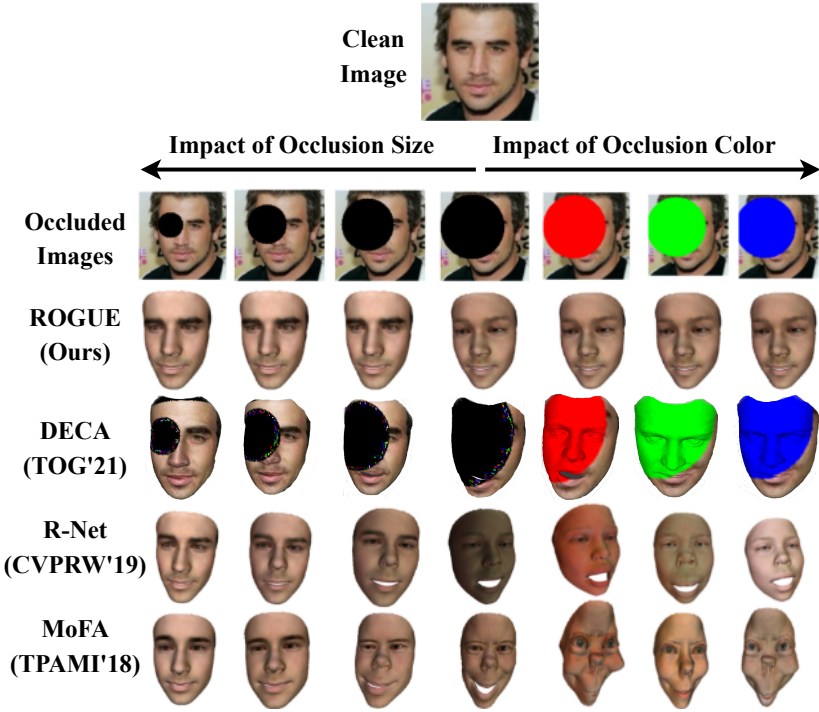 Clean
Image
Impact of Occlusion Size
Impact of Occlusion Color
Occluded
Images
ROGUE
(Ours)
DECA
(TOG'21)
R-Net
(CVPRW'19)
MoFA
(TPAMI'18)